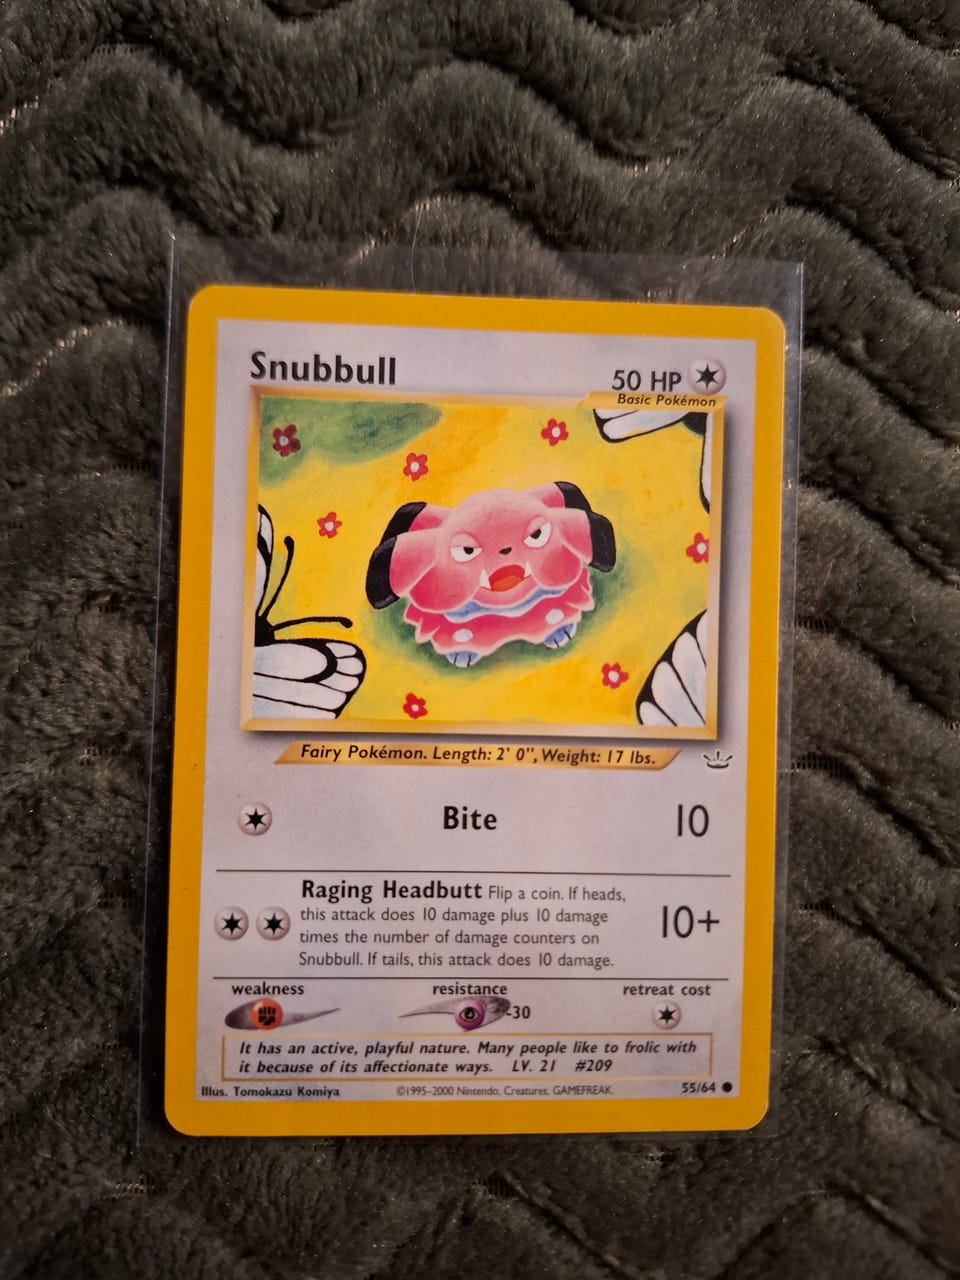 Snubbull
50 HP
Basic Pokémon
Fairy Pokémon. Length: 2' 0", Weight: 17 lbs.
Bite 10
Raging Headbutt Flip a coin. If heads,
this attack does 10 damage plus 10 damage
times the number of damage counters on
Snubbull. If tails, this attack does 10 damage.
10+
weakness resistance retreat cost
-30
It has an active, playful nature. Many people like to frolic with
it because of its affectionate ways. LV. 21 #209
Illus. Tomokazu Komiya ©1995–2000 Nintendo, Creatures, GAMEFREAK. 55/64